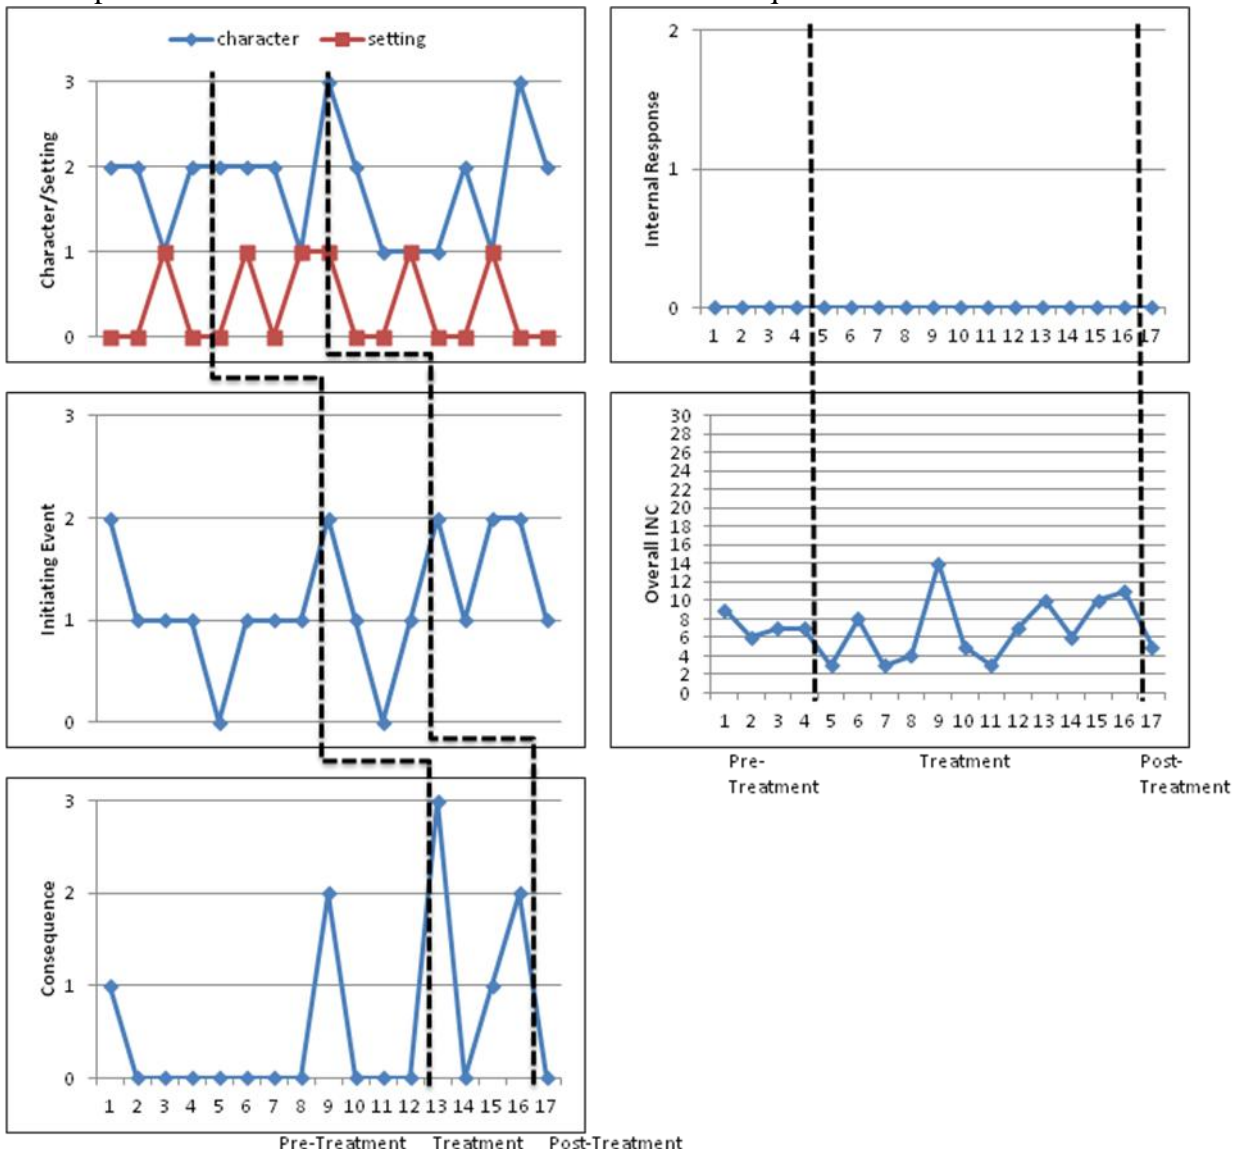 character setting
3
2
1
0
Character/Setting
2
1
0
Internal Response
1 2 3 4 5 6 7 8 9 10 11 12 13 14 15 16 17
3
2
1
0
Initiating Event
30
28
26
24
22
20
18
16
14
12
10
8
6
4
2
0
Overall INC
1 2 3 4 5 6 7 8 9 10 11 12 13 14 15 16 17
Pre-
Treatment
Treatment
Post-
Treatment
3
2
1
0
Consequence
1 2 3 4 5 6 7 8 9 10 11 12 13 14 15 16 17
Pre-Treatment Treatment Post-Treatment